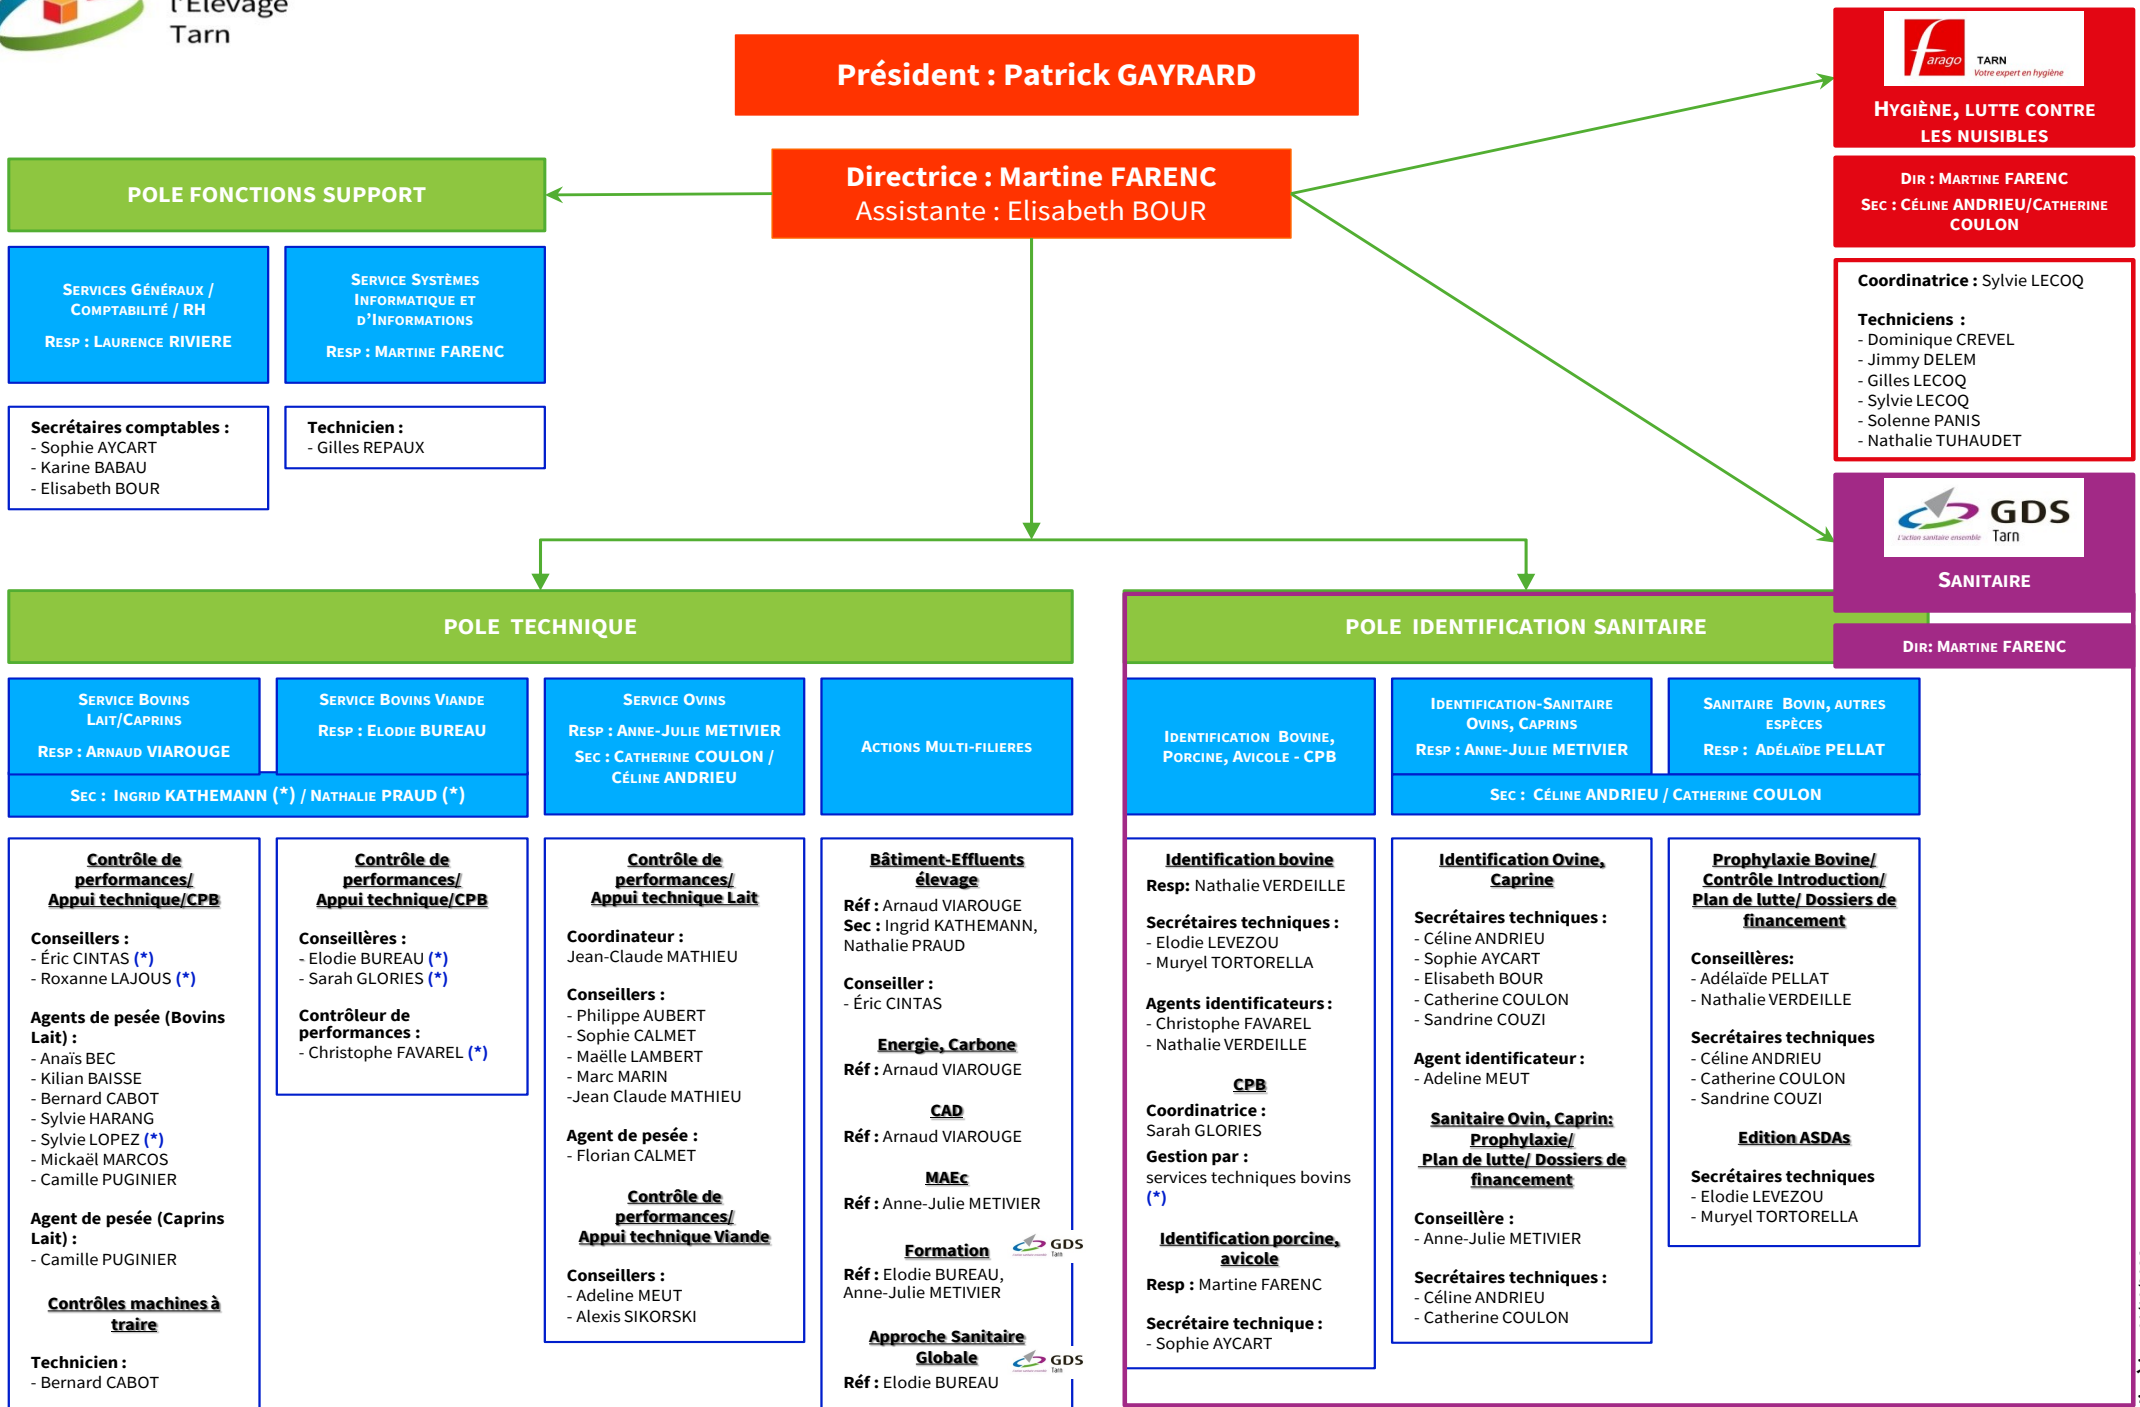 l'Elevage
Tarn
Président : Patrick GAYRARD
Directrice : Martine FARENC
Assistante : Elisabeth BOUR
farago
TARN
Votre expert en hygiène
HYGIÈNE, LUTTE CONTRE
LES NUISIBLES
DIR : MARTINE FARENC
SEC : CÉLINE ANDRIEU/CATHERINE
COULON
Coordinatrice : Sylvie LECOQ
Techniciens :
- Dominique CREVEL
- Jimmy DELEM
- Gilles LECOQ
- Sylvie LECOQ
- Solenne PANIS
- Nathalie TUHAUDET
POLE FONCTIONS SUPPORT
SERVICES GÉNÉRAUX /
COMPTABILITÉ / RH
RESP : LAURENCE RIVIERE
SERVICE SYSTÈMES
INFORMATIQUE ET
D'INFORMATIONS
RESP : MARTINE FARENC
Secrétaires comptables :
- Sophie AYCART
- Karine BABAU
- Elisabeth BOUR
Technicien :
- Gilles REPAUX
GDS
Tarn
L'action sanitaire ensemble
SANITAIRE
DIR: MARTINE FARENC
POLE TECHNIQUE
SERVICE BOVINS
LAIT/CAPRINS
RESP : ARNAUD VIAROUGE
SERVICE BOVINS VIANDE
RESP : ELODIE BUREAU
SEC : INGRID KATHEMANN (*) / NATHALIE PRAUD (*)
SERVICE OVINS
RESP : ANNE-JULIE METIVIER
SEC : CATHERINE COULON /
CÉLINE ANDRIEU
ACTIONS MULTI-FILIERES
Contrôle de
performances/
Appui technique/CPB
Conseillers :
- Éric CINTAS (*)
- Roxanne LAJOUS (*)
Agents de pesée (Bovins
Lait) :
- Anaïs BEC
- Kilian BAISSE
- Bernard CABOT
- Sylvie HARANG
- Sylvie LOPEZ (*)
- Mickaël MARCOS
- Camille PUGINIER
Agent de pesée (Caprins
Lait) :
- Camille PUGINIER
Contrôles machines à
traire
Technicien :
- Bernard CABOT
Contrôle de
performances/
Appui technique/CPB
Conseillères :
- Elodie BUREAU (*)
- Sarah GLORIES (*)
Contrôleur de
performances :
- Christophe FAVAREL (*)
Contrôle de
performances/
Appui technique Lait
Coordinateur :
Jean-Claude MATHIEU
Conseillers :
- Philippe AUBERT
- Sophie CALMET
- Maëlle LAMBERT
- Marc MARIN
-Jean Claude MATHIEU
Agent de pesée :
- Florian CALMET
Contrôle de
performances/
Appui technique Viande
Conseillers :
- Adeline MEUT
- Alexis SIKORSKI
Bâtiment-Effluents
élevage
Réf : Arnaud VIAROUGE
Sec : Ingrid KATHEMANN,
Nathalie PRAUD
Conseiller :
- Éric CINTAS
Energie, Carbone
Réf : Arnaud VIAROUGE
CAD
Réf : Arnaud VIAROUGE
MAEc
Réf : Anne-Julie METIVIER
Formation
GDS
Tarn
Réf : Elodie BUREAU,
Anne-Julie METIVIER
Approche Sanitaire
Globale
GDS
Tarn
Réf : Elodie BUREAU
POLE IDENTIFICATION SANITAIRE
IDENTIFICATION BOVINE,
PORCINE, AVICOLE - CPB
IDENTIFICATION-SANITAIRE
OVINS, CAPRINS
RESP : ANNE-JULIE METIVIER
SANITAIRE BOVIN, AUTRES
ESPÈCES
RESP : ADÉLAÏDE PELLAT
SEC : CÉLINE ANDRIEU / CATHERINE COULON
Identification bovine
Resp: Nathalie VERDEILLE
Secrétaires techniques :
- Elodie LEVEZOU
- Muryel TORTORELLA
Agents identificateurs :
- Christophe FAVAREL
- Nathalie VERDEILLE
CPB
Coordinatrice :
Sarah GLORIES
Gestion par :
services techniques bovins
(*)
Identification porcine,
avicole
Resp : Martine FARENC
Secrétaire technique :
- Sophie AYCART
Identification Ovine,
Caprine
Secrétaires techniques :
- Céline ANDRIEU
- Sophie AYCART
- Elisabeth BOUR
- Catherine COULON
- Sandrine COUZI
Agent identificateur :
- Adeline MEUT
Sanitaire Ovin, Caprin:
Prophylaxie/
Plan de lutte/ Dossiers de
financement
Conseillère :
- Anne-Julie METIVIER
Secrétaires techniques :
- Céline ANDRIEU
- Catherine COULON
Prophylaxie Bovine/
Contrôle Introduction/
Plan de lutte/ Dossiers de
financement
Conseillères:
- Adélaïde PELLAT
- Nathalie VERDEILLE
Secrétaires techniques
- Céline ANDRIEU
- Catherine COULON
- Sandrine COUZI
Edition ASDAs
Secrétaires techniques
- Elodie LEVEZOU
- Muryel TORTORELLA